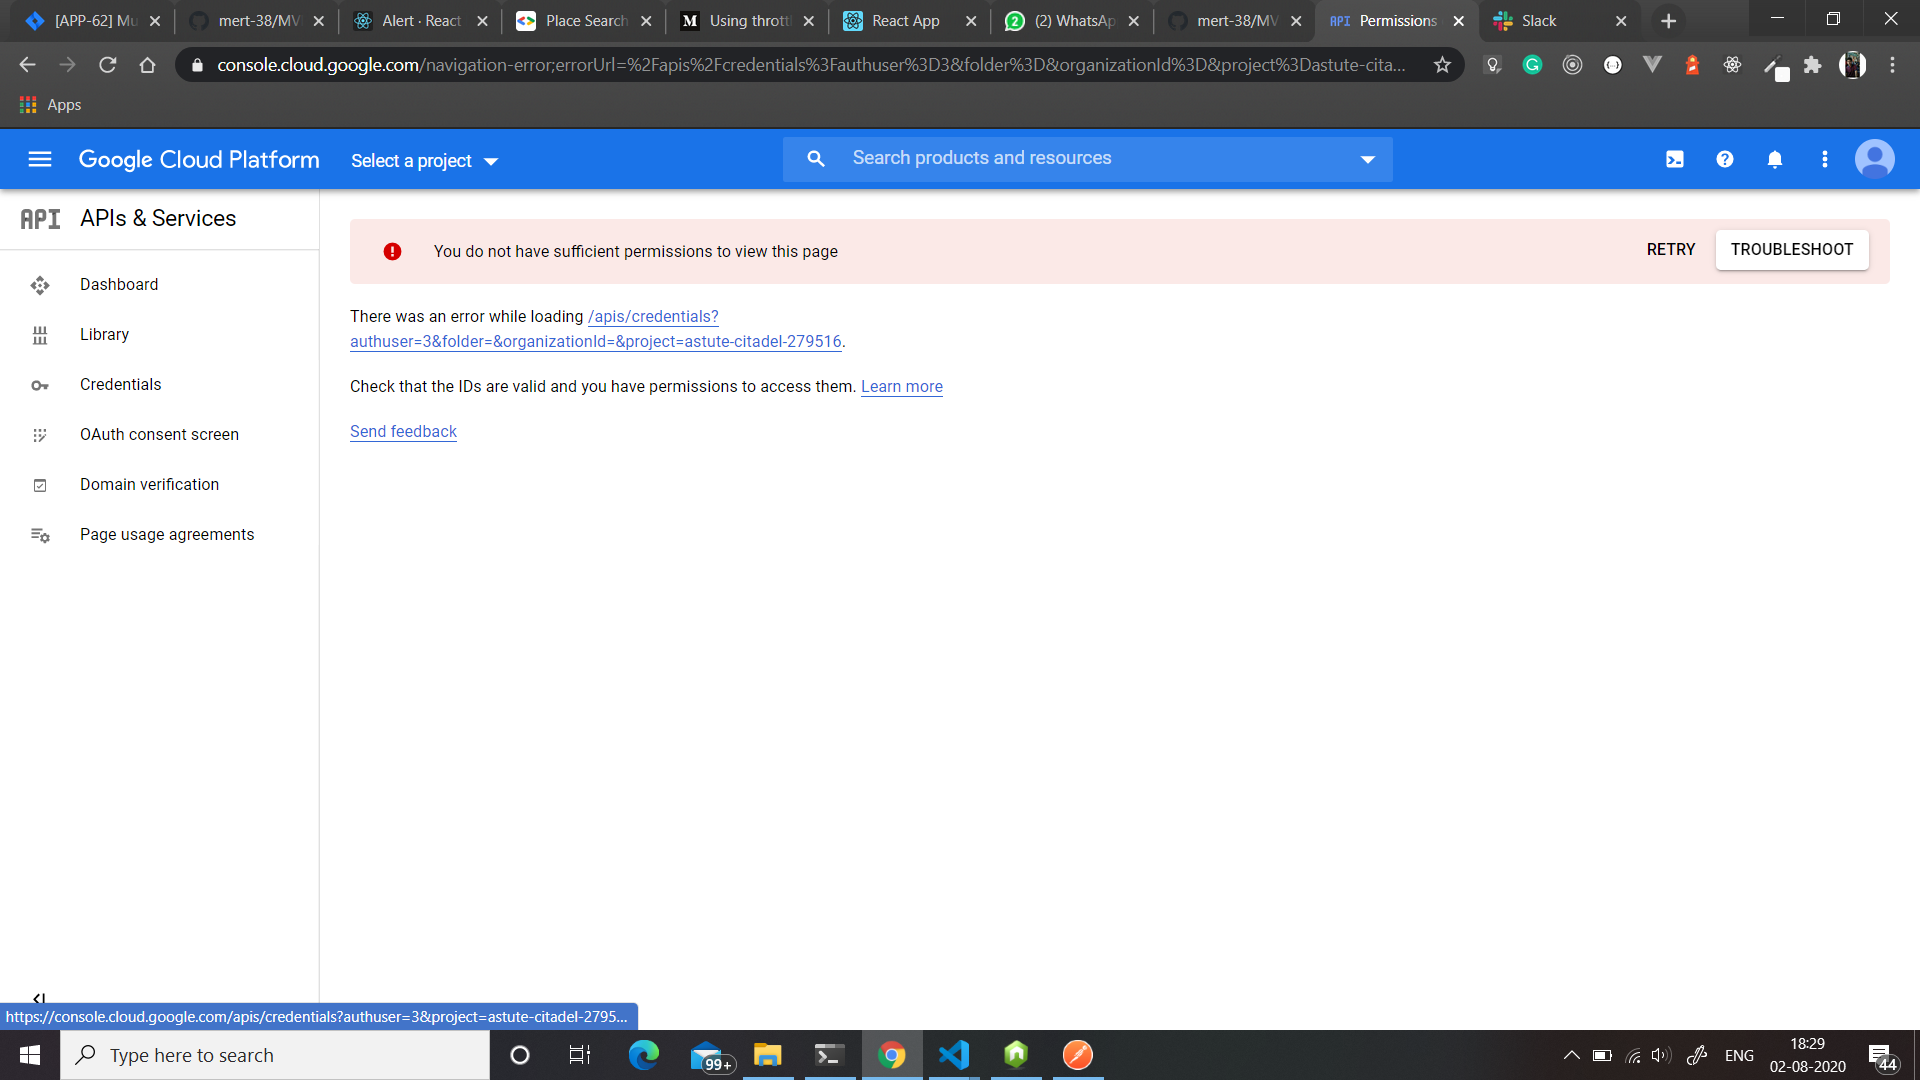 [APP-62] Mu
mert-38/MV
Alert · React
Place Search
Using thrott
React App
(2) WhatsAp
mert-38/MV
API Permissions
Slack
console.cloud.google.com/navigation-error;errorUrl=%2Fapis%2Fcredentials%3Fauthuser%3D3&folder%3D&organizationId%3D&project%3Dastute-cita...
Apps
Google Cloud Platform
Select a project
Search products and resources
API APIs & Services
Dashboard
Library
Credentials
OAuth consent screen
Domain verification
Page usage agreements
You do not have sufficient permissions to view this page
RETRY
TROUBLESHOOT
There was an error while loading /apis/credentials?
authuser=3&folder=&organizationId=&project=astute-citadel-279516.
Check that the IDs are valid and you have permissions to access them. Learn more
Send feedback
https://console.cloud.google.com/apis/credentials?authuser=3&project=astute-citadel-2795...
Type here to search
99+
ENG
18:29
02-08-2020
44